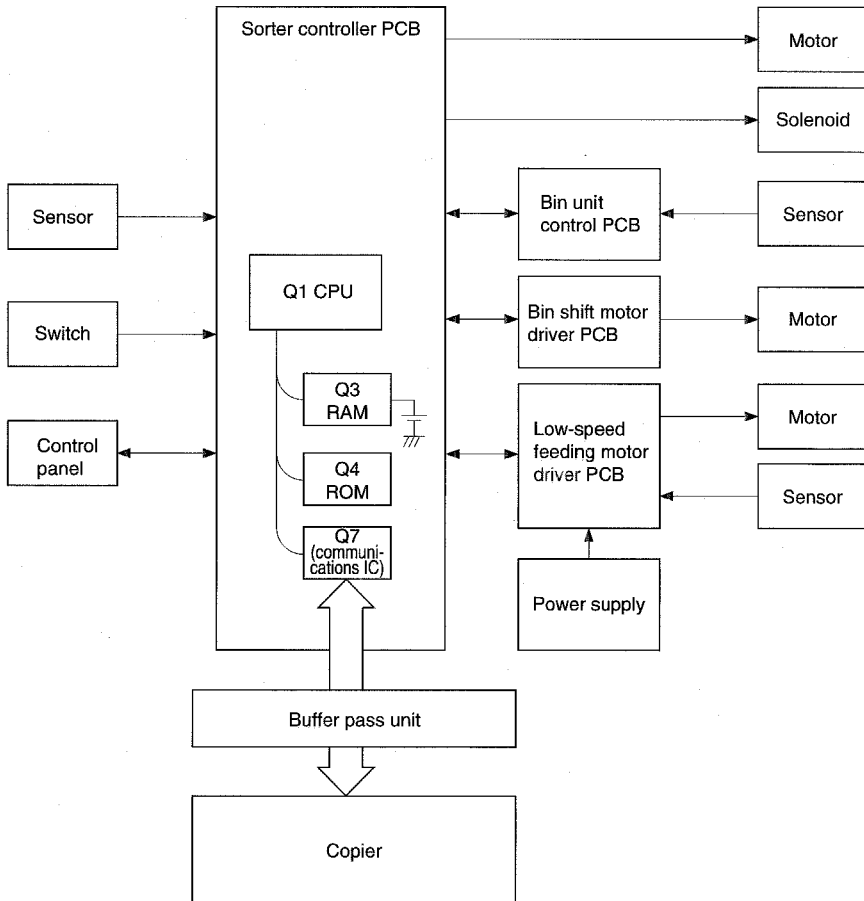 Sorter controller PCB
Motor
Solenoid
Sensor
Bin unit
control PCB
Sensor
Q1 CPU
Switch
Bin shift motor
driver PCB
Motor
Q3
RAM
Control
panel
Low-speed
feeding motor
driver PCB
Motor
Q4
ROM
Sensor
Q7
(communi-
cations IC)
Power supply
Buffer pass unit
Copier